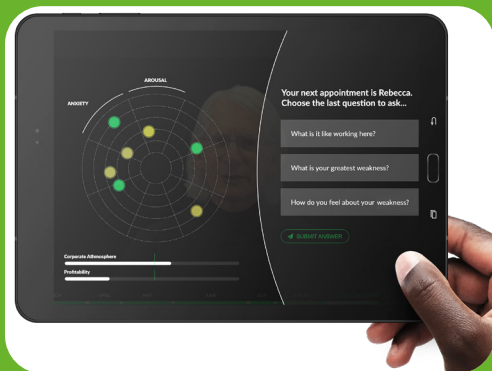 AROUSAL
ANXIETY
Your next appointment is Rebecca.
Choose the last question to ask...
What is it like working here?
What is your greatest weakness?
How do you feel about your weakness?
SUBMIT ANSWER
Corporate Athmosphere
Profitability